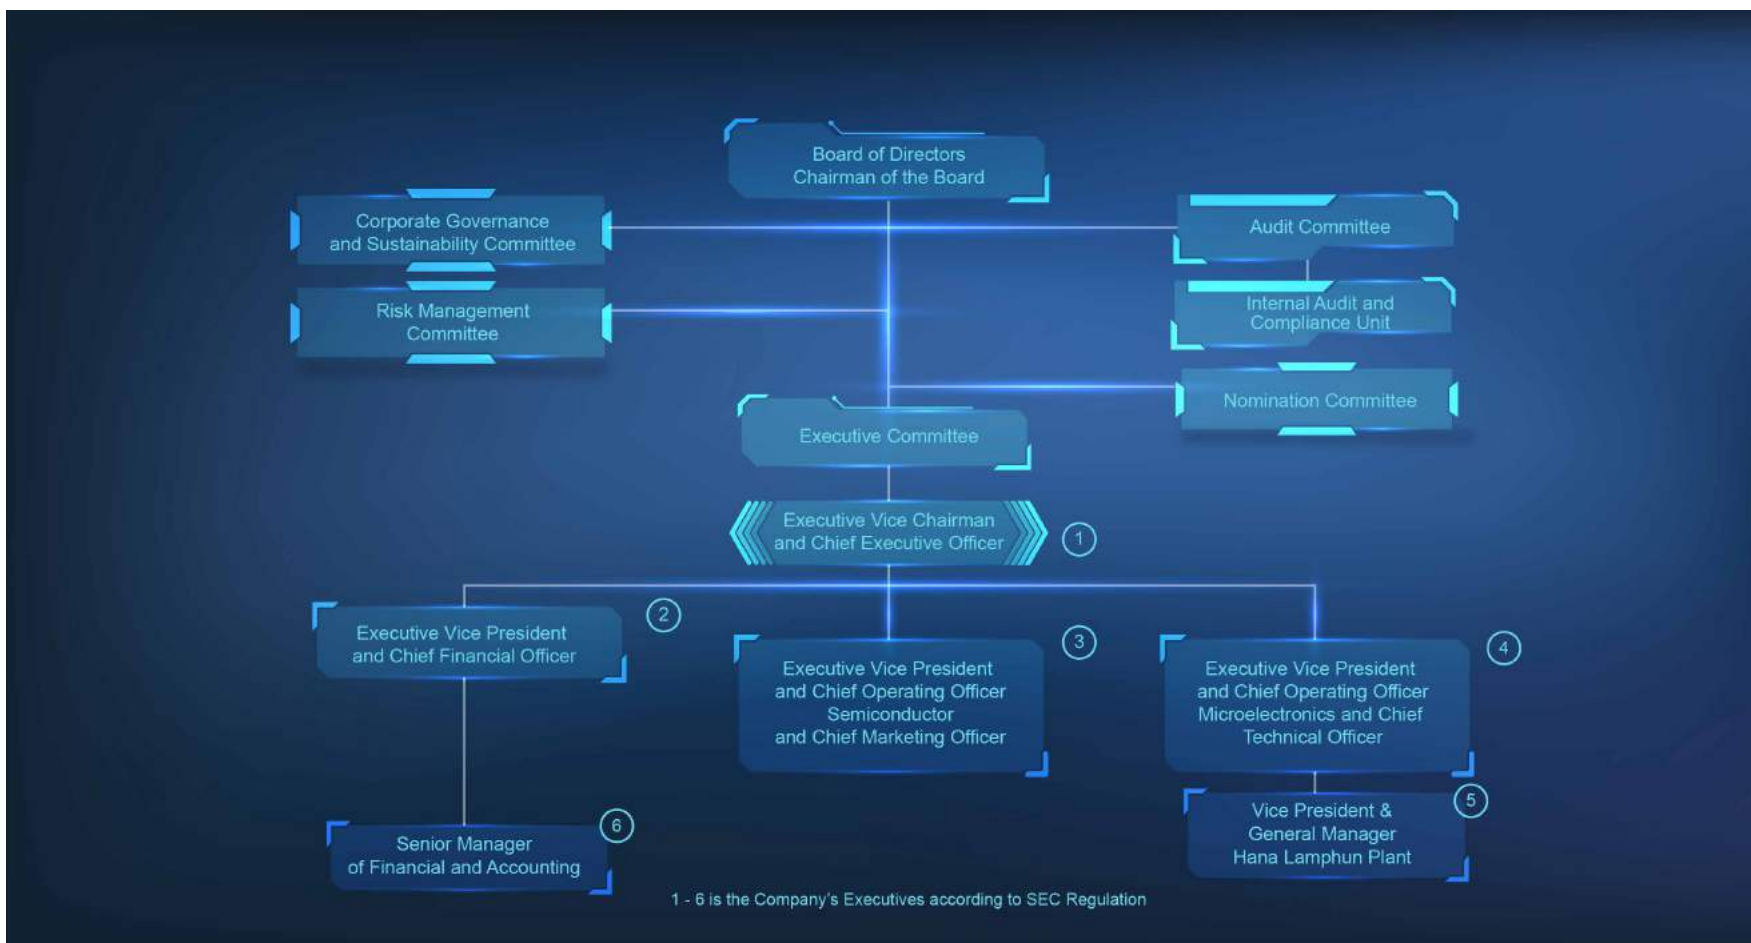 Board of Directors
Chairman of the Board
Corporate Governance
and Sustainability Committee
Audit Committee
Risk Management
Committee
Internal Audit and
Compliance Unit
Nomination Committee
Executive Committee
Executive Vice Chairman
and Chief Executive Officer
1
Executive Vice President
and Chief Financial Officer
2
Executive Vice President
and Chief Operating Officer
Semiconductor
and Chief Marketing Officer
3
Executive Vice President
and Chief Operating Officer
Microelectronics and Chief
Technical Officer
4
Vice President &
General Manager
Hana Lamphun Plant
5
Senior Manager
of Financial and Accounting
6
1 - 6 is the Company's Executives according to SEC Regulation